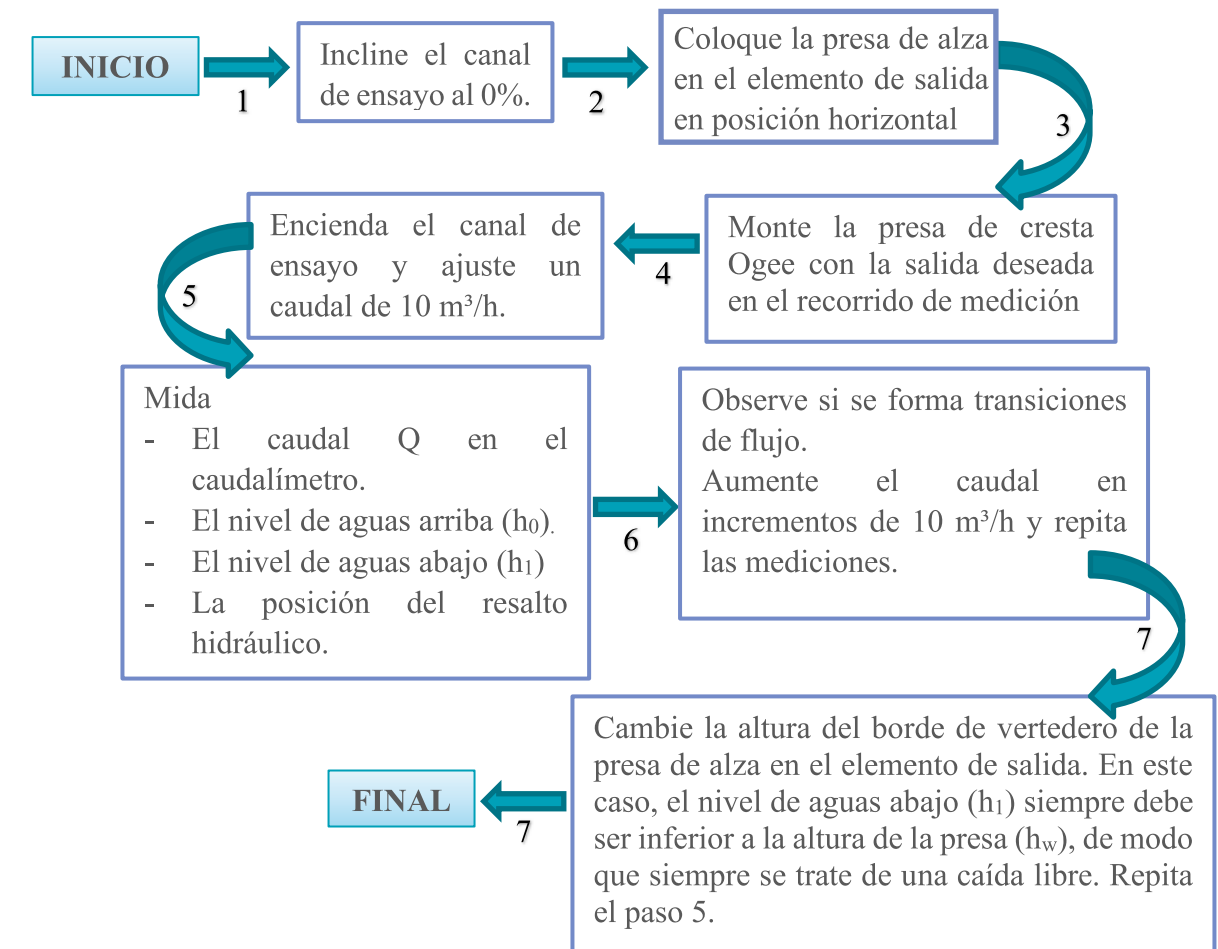 INICIO
1
Incline el canal
de ensayo al 0%.
2
Coloque la presa de alza
en el elemento de salida
en posición horizontal
3
Monte la presa de cresta
Ogee con la salida deseada
en el recorrido de medición
4
Encienda el canal de
ensayo y ajuste un
caudal de 10 m³/h.
5
Mida
- El caudal Q en el
caudalímetro.
- El nivel de aguas arriba (h₀).
- El nivel de aguas abajo (h₁)
- La posición del resalto
hidráulico.
6
Observe si se forma transiciones
de flujo.
Aumente el caudal en
incrementos de 10 m³/h y repita
las mediciones.
7
Cambie la altura del borde de vertedero de la
presa de alza en el elemento de salida. En este
caso, el nivel de aguas abajo (h₁) siempre debe
ser inferior a la altura de la presa (hw), de modo
que siempre se trate de una caída libre. Repita
el paso 5.
7
FINAL